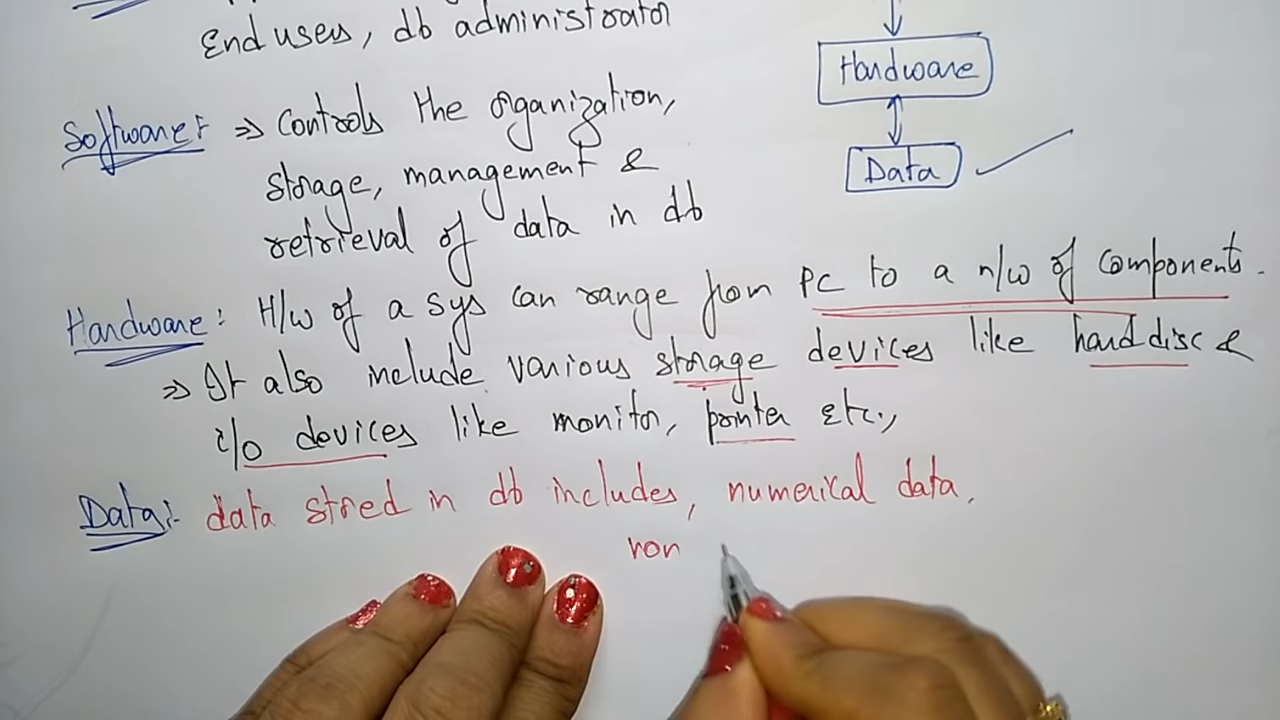 End users, db administrator
Software: ⇒ Controls the organization,
storage, management &
retrieval of data in db
Hardware
Data
Hardware: H/w of a sys can range from PC to a n/w of components.
⇒ It also include various storage devices like hard disc &
i/o devices like monitor, printer etc.,
Data:- data stored in db includes, numerical data,
non